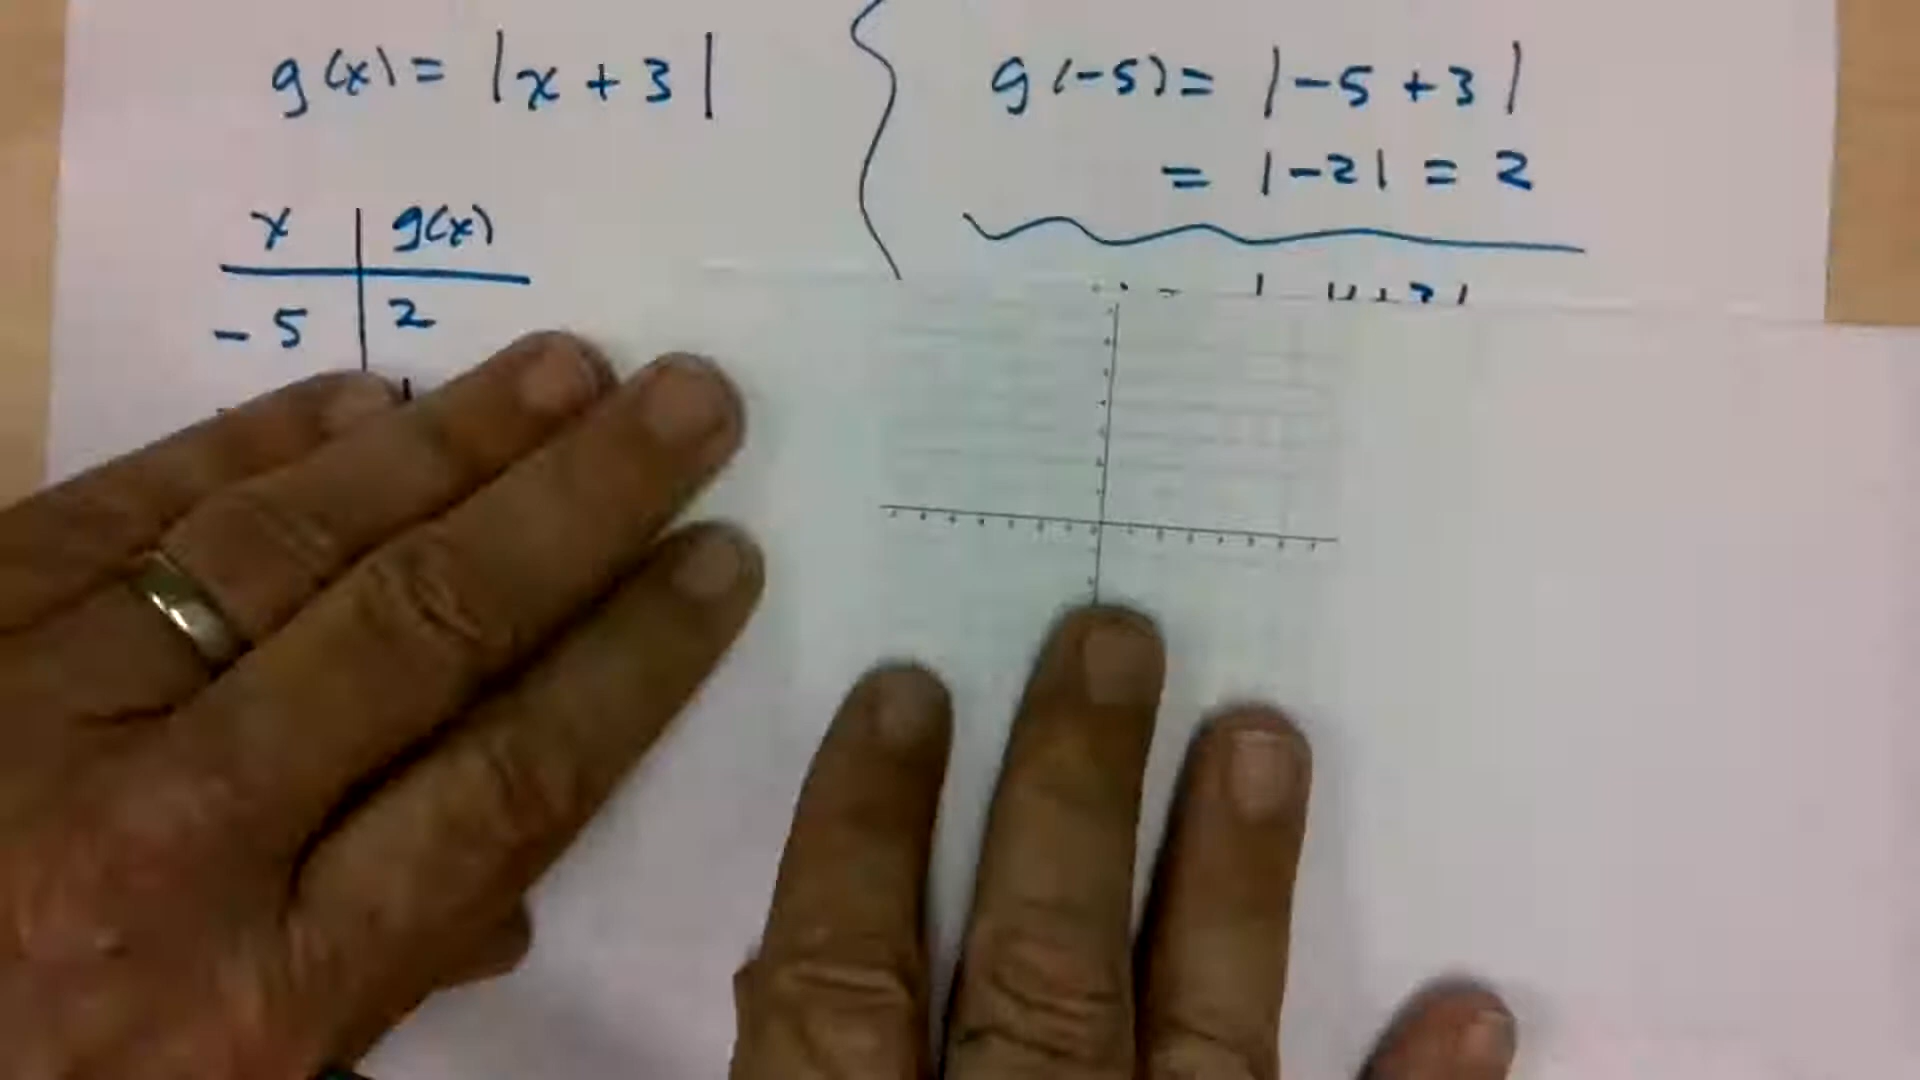 g(x) = |x + 3|
x | g(x)
-5 | 2
g(-5) = |-5 + 3|
= |-2| = 2